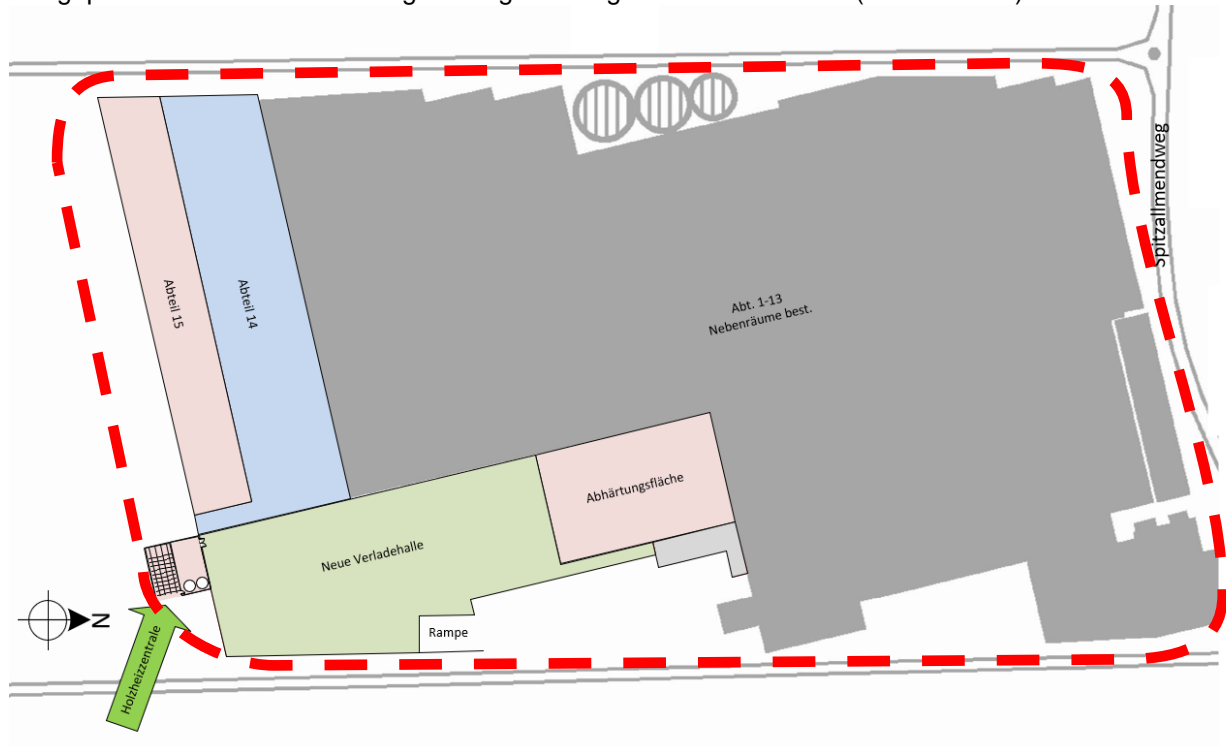 Spitzallmendweg
Abteil 15
Abteil 14
Abt. 1-13
Nebenräume best.
Abhärtungsfläche
Neue Verladehalle
Rampe
N
Holzheizzentrale